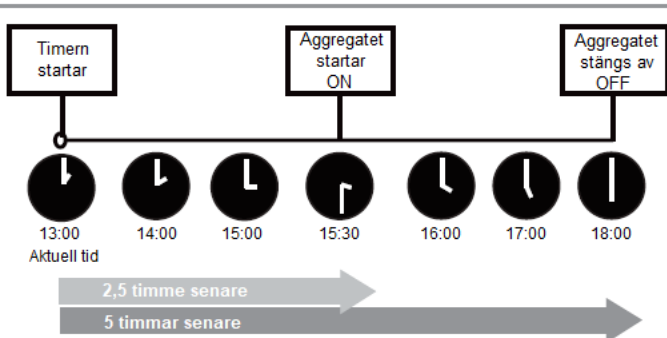 Timern
startar
Aggregatet
startar
ON
Aggregatet
stängs av
OFF
13:00
14:00
15:00
15:30
16:00
17:00
18:00
Aktuell tid
2,5 timme senare
5 timmar senare